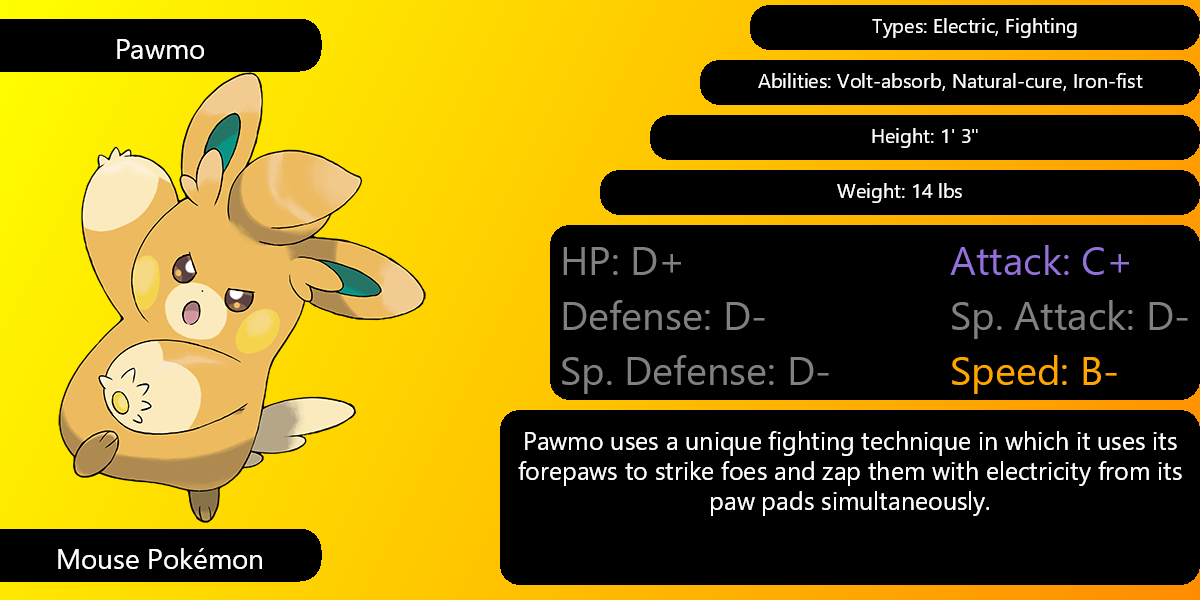 Pawmo
Types: Electric, Fighting
Abilities: Volt-absorb, Natural-cure, Iron-fist
Height: 1' 3"
Weight: 14 lbs
HP: D+
Attack: C+
Defense: D-
Sp. Attack: D-
Sp. Defense: D-
Speed: B-
Pawmo uses a unique fighting technique in which it uses its
forepaws to strike foes and zap them with electricity from its
paw pads simultaneously.
Mouse Pokémon